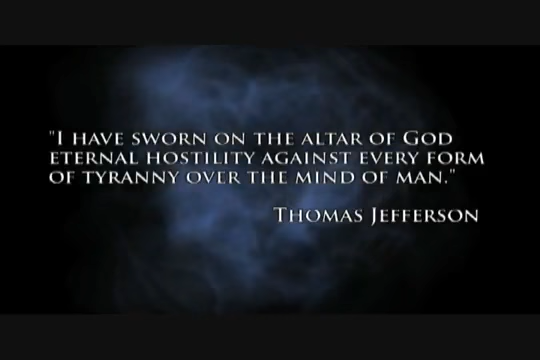 "I HAVE SWORN ON THE ALTAR OF GOD
ETERNAL HOSTILITY AGAINST EVERY FORM
OF TYRANNY OVER THE MIND OF MAN."
THOMAS JEFFERSON